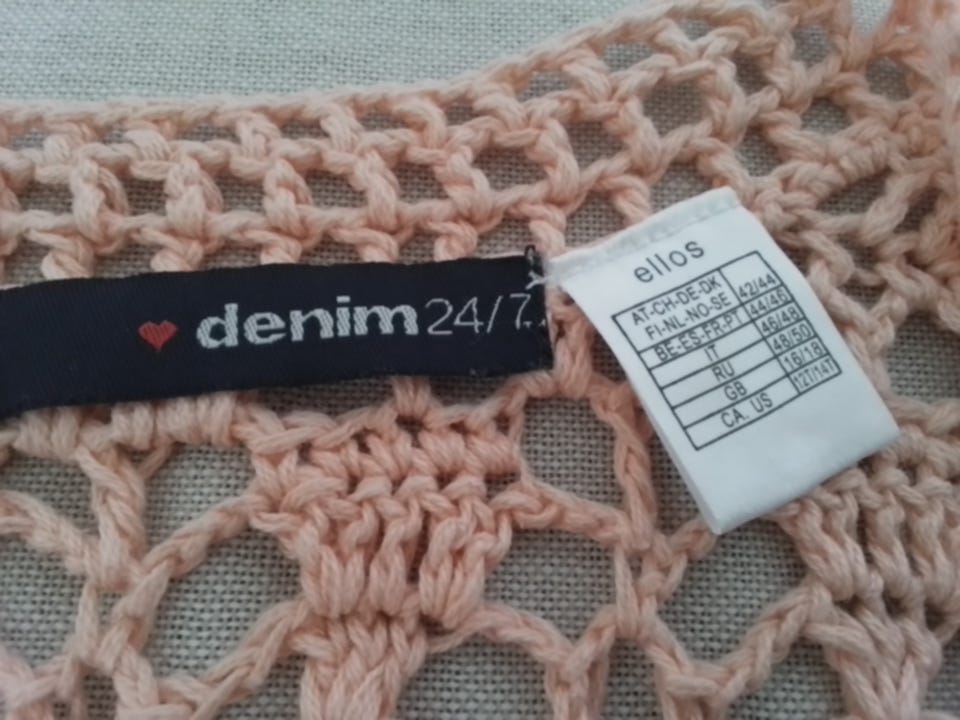 denim24/7
ellos
AT-CH-DE-DK
FI-NL-NO-SE 42/44
BE-ES-FR-PT 44/46
IT 46/48
RU 48/50
GB 16/18
CA. US 12T/14T